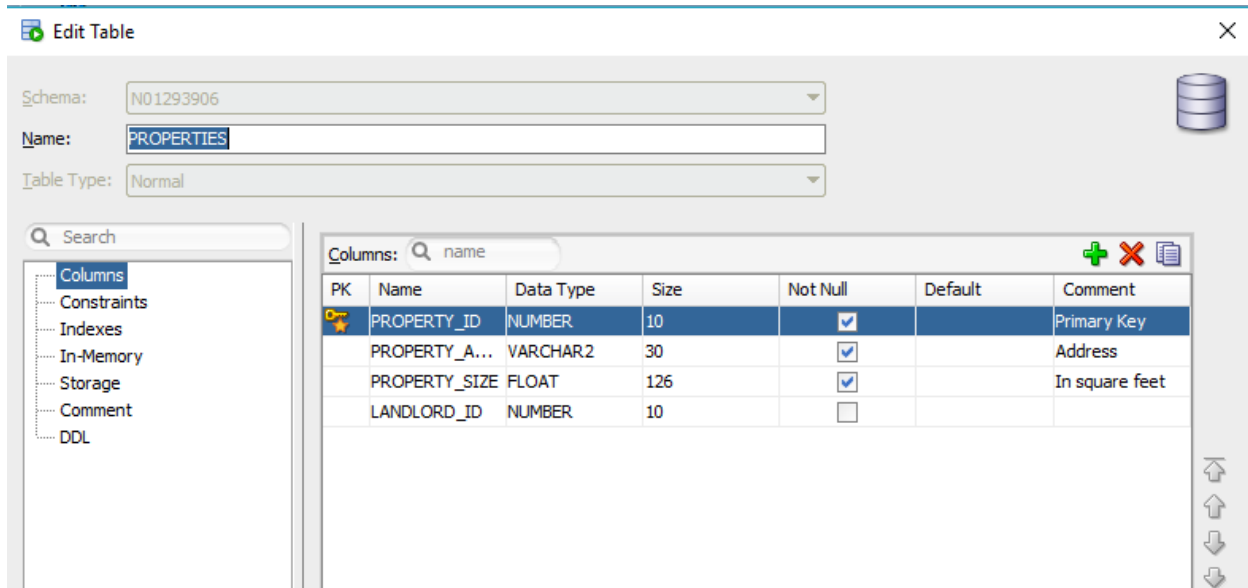 Edit Table
Schema: N01293906
Name: PROPERTIES
Table Type: Normal
Search
Columns
Constraints
Indexes
In-Memory
Storage
Comment
DDL
Columns: name
PK Name Data Type Size Not Null Default Comment
PROPERTY_ID NUMBER 10 Primary Key
PROPERTY_A... VARCHAR2 30 Address
PROPERTY_SIZE FLOAT 126 In square feet
LANDLORD_ID NUMBER 10